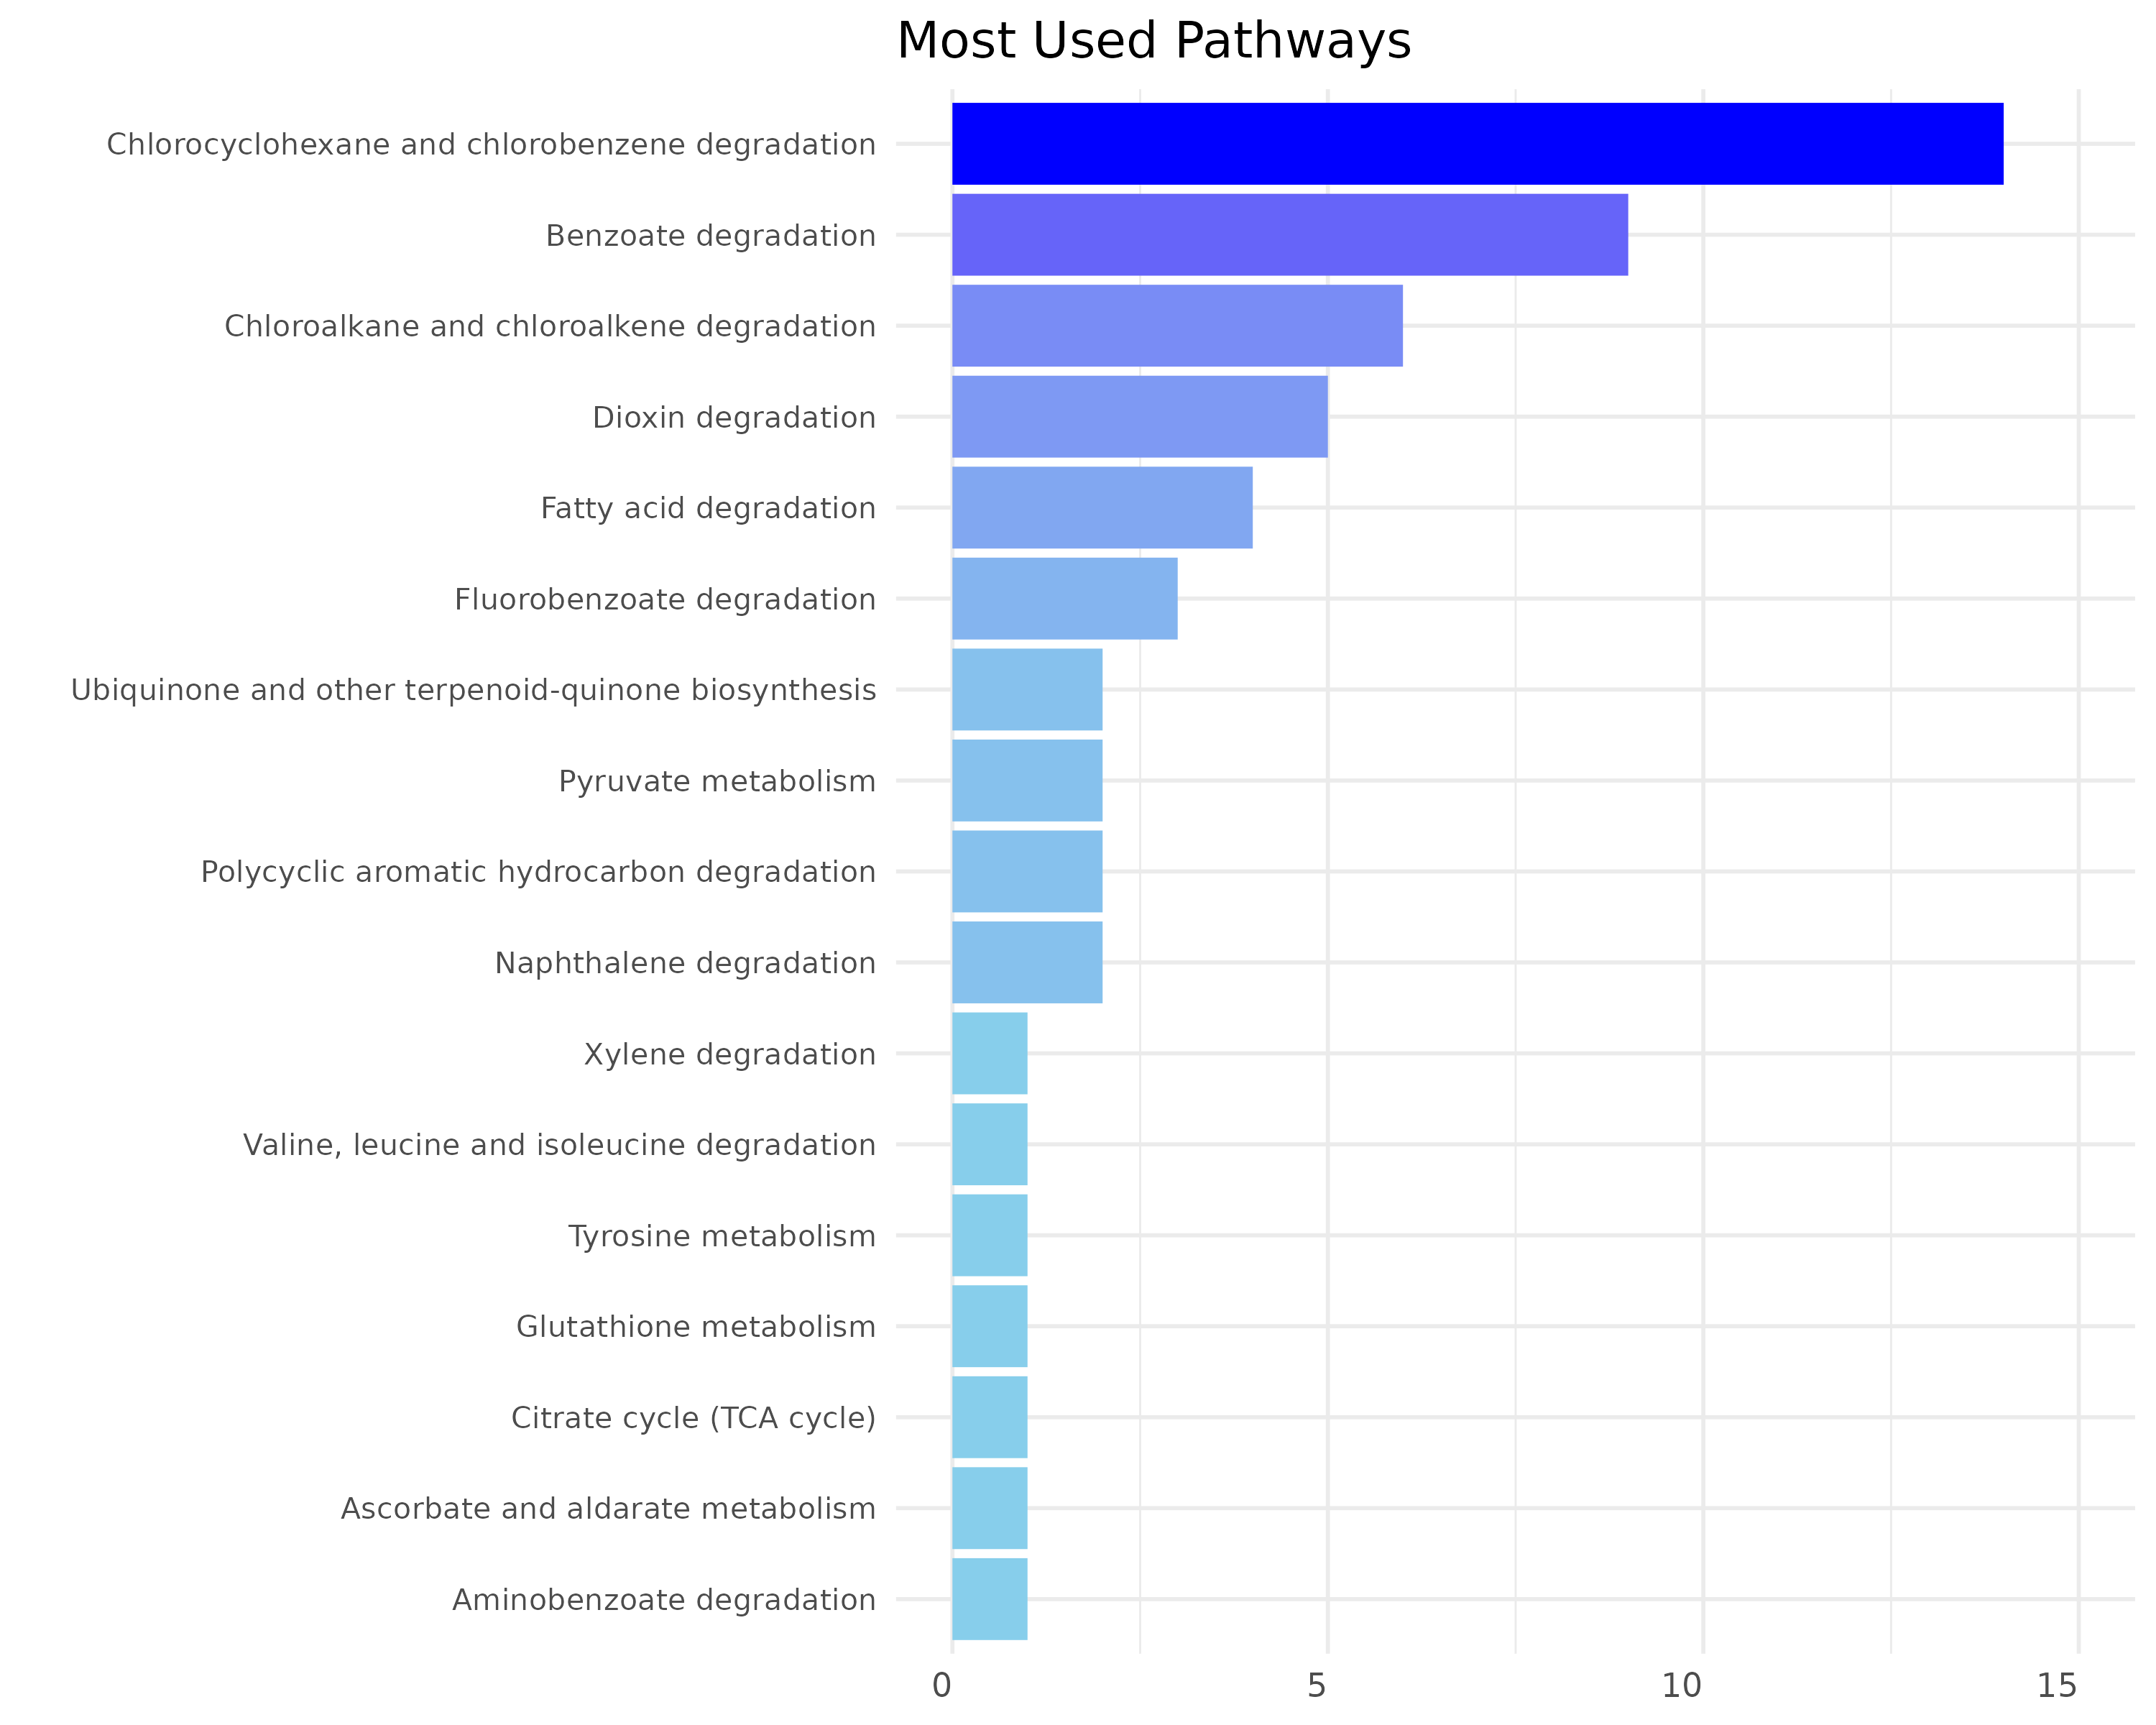 Most Used Pathways
Chlorocyclohexane and chlorobenzene degradation
Benzoate degradation
Chloroalkane and chloroalkene degradation
Dioxin degradation
Fatty acid degradation
Fluorobenzoate degradation
Ubiquinone and other terpenoid-quinone biosynthesis
Pyruvate metabolism
Polycyclic aromatic hydrocarbon degradation
Naphthalene degradation
Xylene degradation
Valine, leucine and isoleucine degradation
Tyrosine metabolism
Glutathione metabolism
Citrate cycle (TCA cycle)
Ascorbate and aldarate metabolism
Aminobenzoate degradation
0 5 10 15